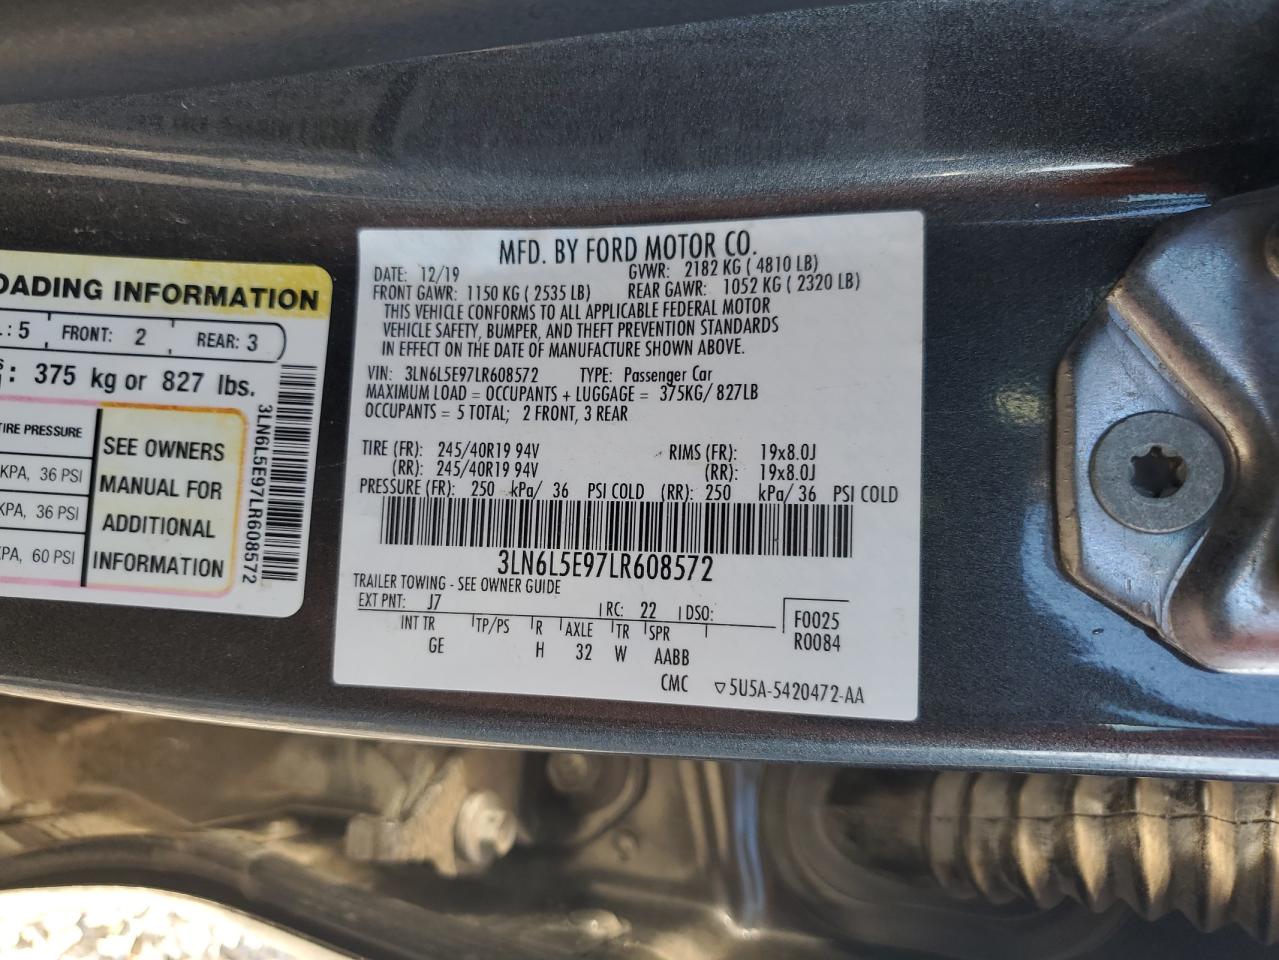 OADING INFORMATION
: 5 FRONT: 2 REAR: 3
: 375 kg or 827 lbs.
IRE PRESSURE
KPA, 36 PSI
KPA, 36 PSI
KPA, 60 PSI
SEE OWNERS
MANUAL FOR
ADDITIONAL
INFORMATION
3LN6L5E97LR608572
MFD. BY FORD MOTOR CO.
DATE: 12/19 GVWR: 2182 KG ( 4810 LB)
FRONT GAWR: 1150 KG ( 2535 LB) REAR GAWR: 1052 KG ( 2320 LB)
THIS VEHICLE CONFORMS TO ALL APPLICABLE FEDERAL MOTOR
VEHICLE SAFETY, BUMPER, AND THEFT PREVENTION STANDARDS
IN EFFECT ON THE DATE OF MANUFACTURE SHOWN ABOVE.
VIN: 3LN6L5E97LR608572 TYPE: Passenger Car
MAXIMUM LOAD = OCCUPANTS + LUGGAGE = 375KG/ 827LB
OCCUPANTS = 5 TOTAL; 2 FRONT, 3 REAR
TIRE (FR): 245/40R19 94V RIMS (FR): 19x8.0J
(RR): 245/40R19 94V (RR): 19x8.0J
PRESSURE (FR): 250 kPa/ 36 PSI COLD (RR): 250 kPa/ 36 PSI COLD
3LN6L5E97LR608572
TRAILER TOWING - SEE OWNER GUIDE
EXT PNT: J7 RC: 22 DSO:
F0025
R0084
INT TR TP/PS R AXLE TR SPR
GE H 32 W AABB
CMC ▽5U5A-5420472-AA